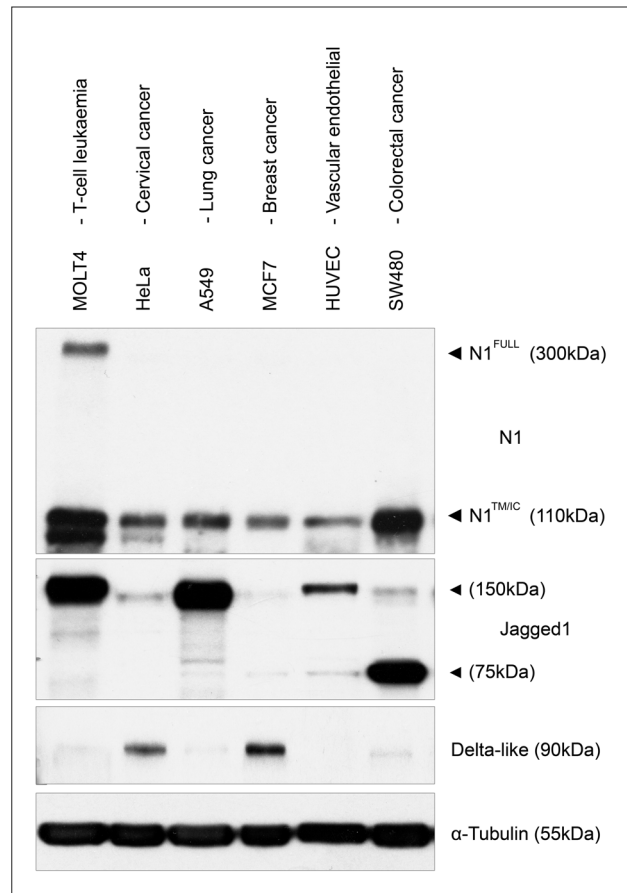 MOLT4 - T-cell leukaemia
HeLa - Cervical cancer
A549 - Lung cancer
MCF7 - Breast cancer
HUVEC - Vascular endothelial
SW480 - Colorectal cancer
◄ N1FULL (300kDa)
N1
◄ N1TM/IC (110kDa)
◄ (150kDa)
Jagged1
◄ (75kDa)
Delta-like (90kDa)
α-Tubulin (55kDa)